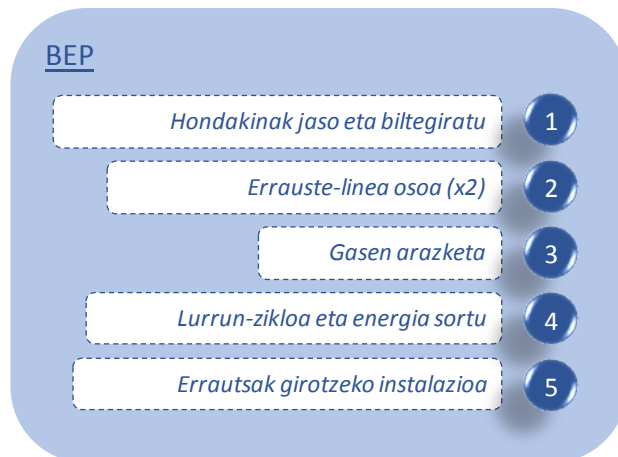 BEP
Hondakinak jaso eta biltegiratu 1
Errauste-linea osoa (x2) 2
Gasen arazketa 3
Lurrun-zikloa eta energia sortu 4
Errautsak girotzeko instalazioa 5